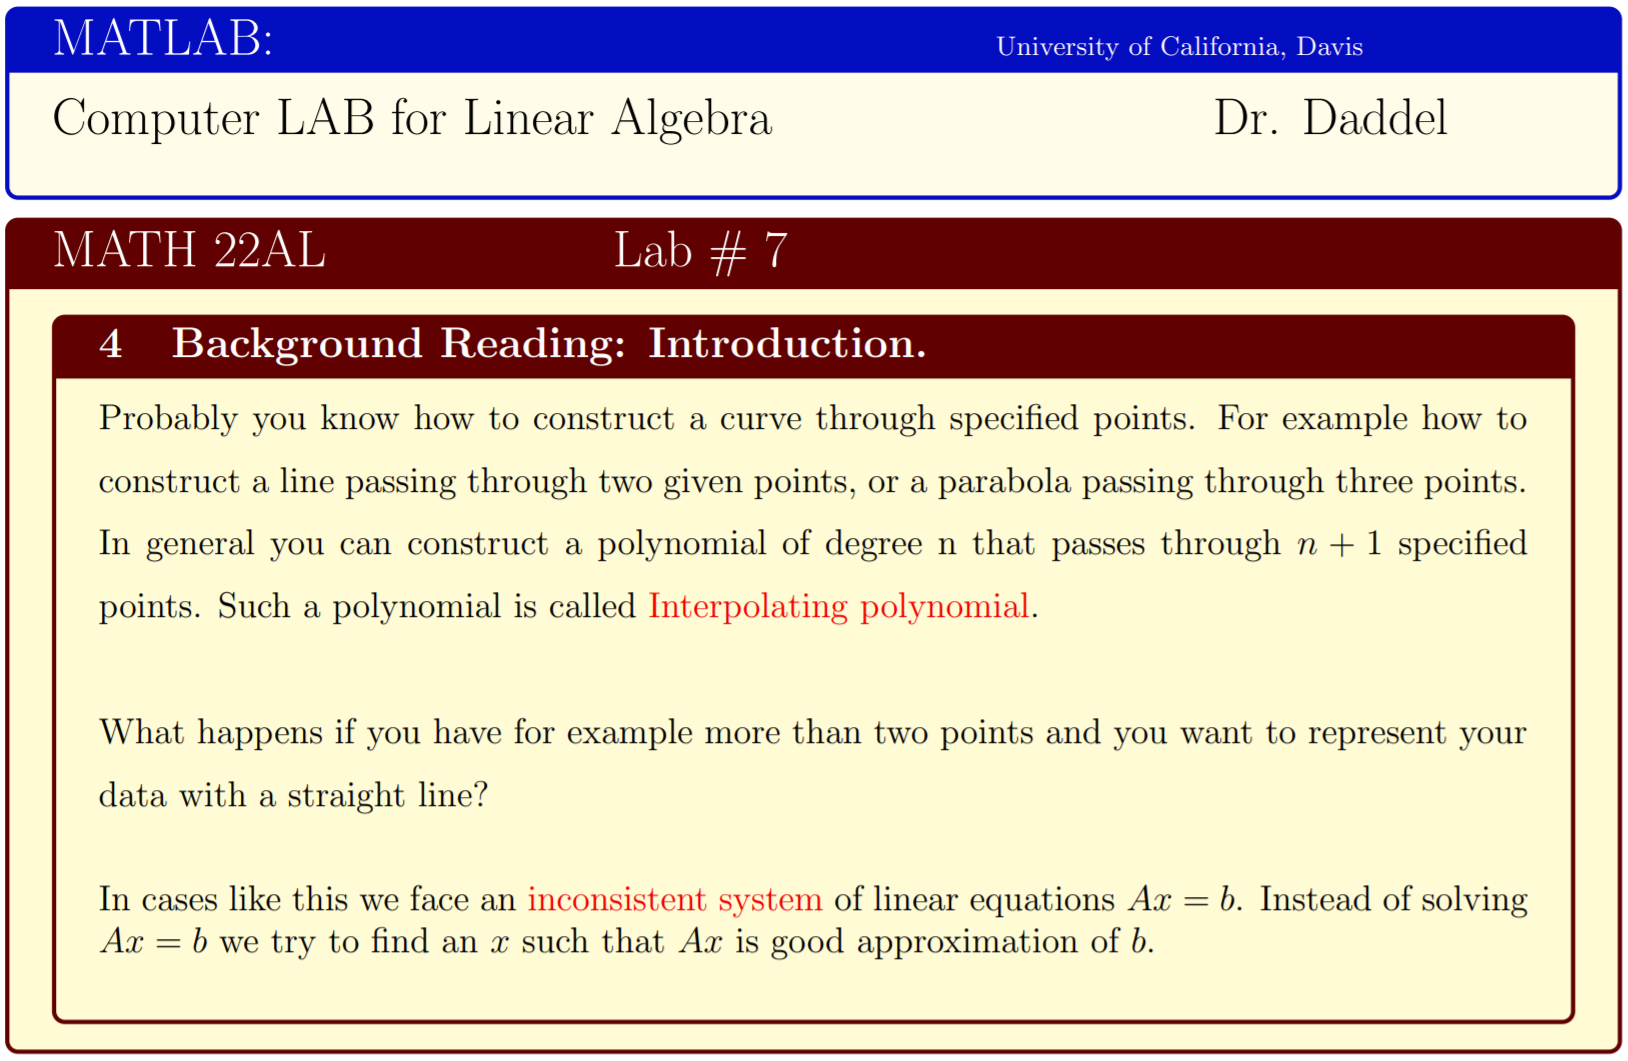 MATLAB: University of California, Davis
Computer LAB for Linear Algebra Dr. Daddel
MATH 22AL Lab # 7
4 Background Reading: Introduction.
Probably you know how to construct a curve through specified points. For example how to
construct a line passing through two given points, or a parabola passing through three points.
In general you can construct a polynomial of degree n that passes through n + 1 specified
points. Such a polynomial is called Interpolating polynomial.
What happens if you have for example more than two points and you want to represent your
data with a straight line?
In cases like this we face an inconsistent system of linear equations Ax = b. Instead of solving
Ax = b we try to find an x such that Ax is good approximation of b.